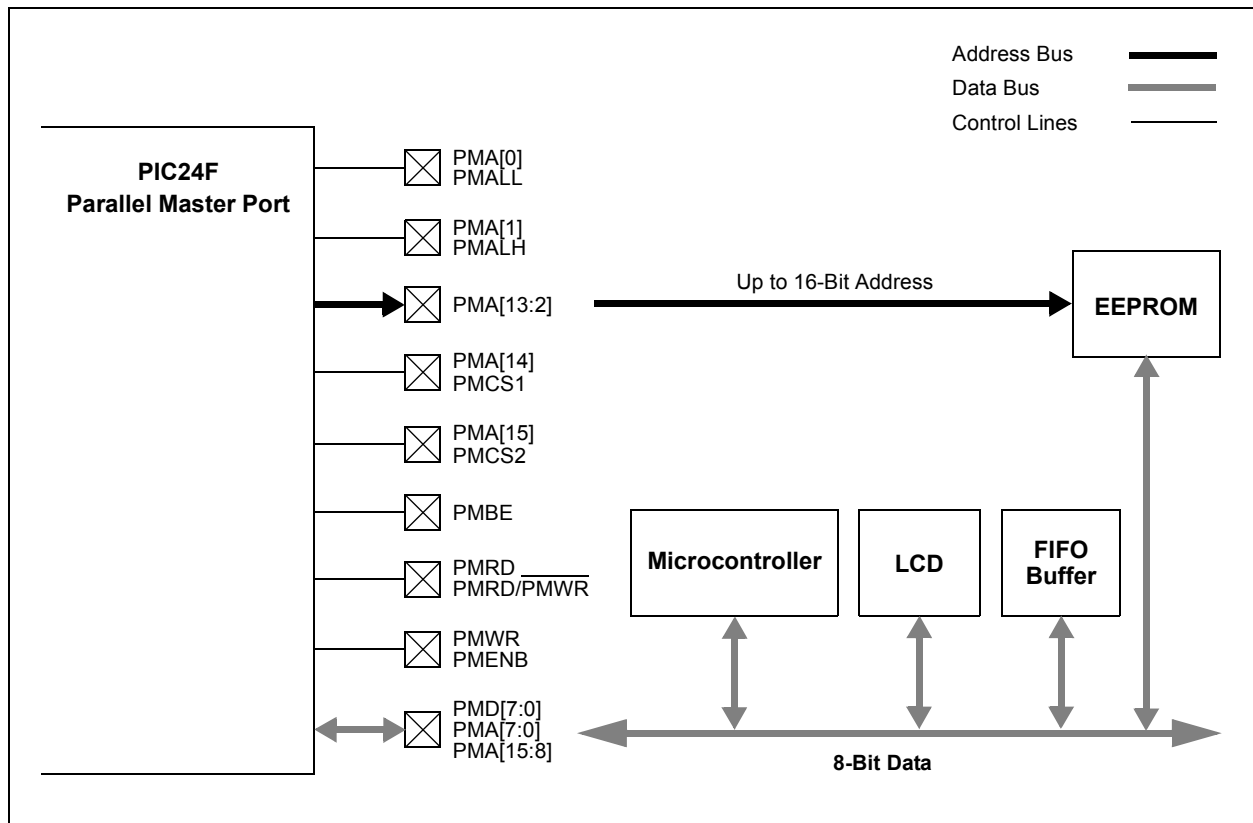 Address Bus
Data Bus
Control Lines
PIC24F
Parallel Master Port
PMA[0]
PMALL
PMA[1]
PMALH
PMA[13:2]
Up to 16-Bit Address
EEPROM
PMA[14]
PMCS1
PMA[15]
PMCS2
PMBE
PMRD
PMRD/P̅M̅W̅R̅
PMWR
PMENB
Microcontroller
LCD
FIFO
Buffer
PMD[7:0]
PMA[7:0]
PMA[15:8]
8-Bit Data